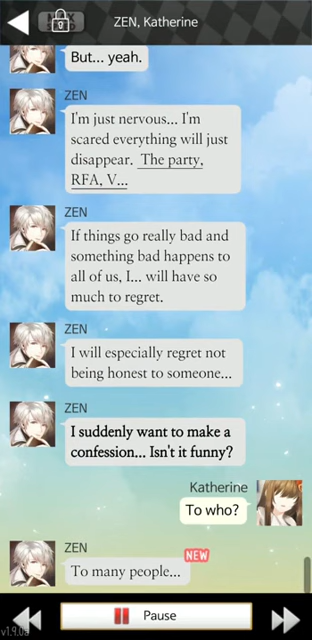 ZEN, Katherine
But... yeah.
ZEN
I'm just nervous... I'm
scared everything will just
disappear. The party,
RFA, V...
ZEN
If things go really bad and
something bad happens to
all of us, I... will have so
much to regret.
ZEN
I will especially regret not
being honest to someone...
ZEN
I suddenly want to make a
confession... Isn't it funny?
Katherine
To who?
ZEN
NEW
To many people...
Pause